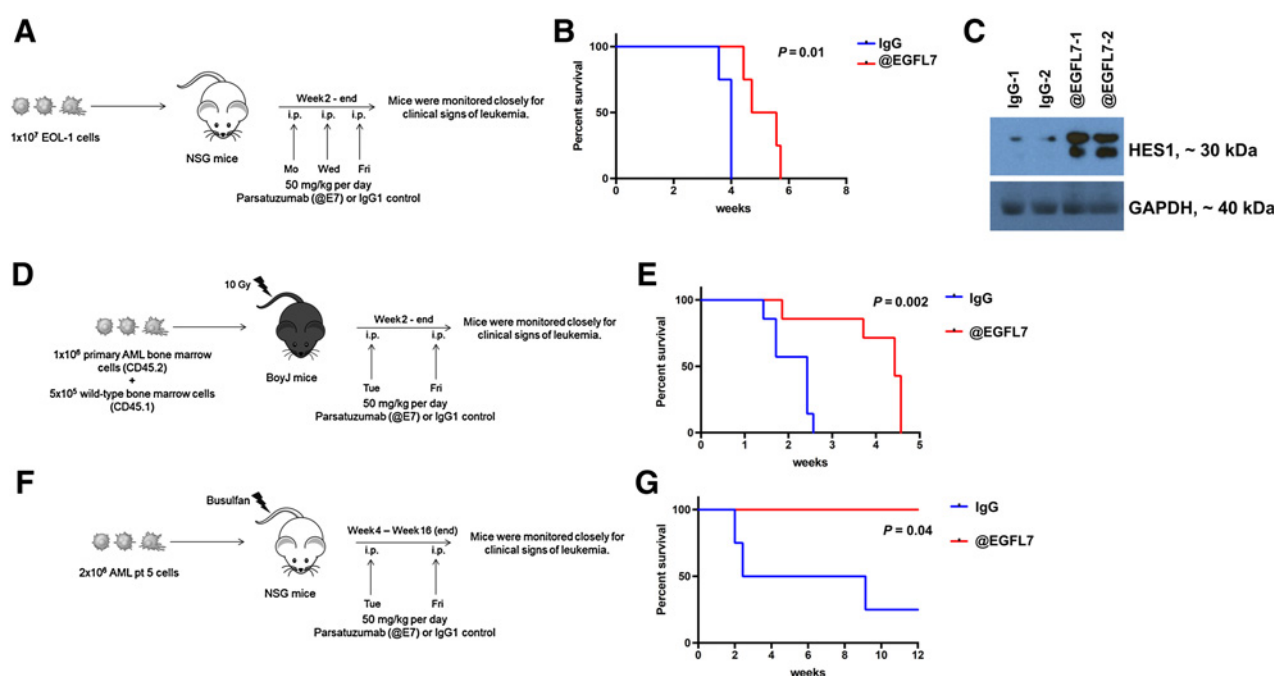 A
1x10⁷ EOL-1 cells
NSG mice
Week2 - end
i.p. i.p. i.p.
Mo Wed Fri
50 mg/kg per day
Parsatuzumab (@E7) or IgG1 control
Mice were monitored closely for
clinical signs of leukemia.
B
Percent survival
100
50
0
0 2 4 6 8
weeks
P = 0.01
IgG
@EGFL7
C
IgG-1
IgG-2
@EGFL7-1
@EGFL7-2
HES1, ~ 30 kDa
GAPDH, ~ 40 kDa
D
10 Gy
1x10⁶ primary AML bone marrow
cells (CD45.2)
+
5x10⁵ wild-type bone marrow cells
(CD45.1)
BoyJ mice
Week2 - end
i.p. i.p.
Tue Fri
50 mg/kg per day
Parsatuzumab (@E7) or IgG1 control
Mice were monitored closely for
clinical signs of leukemia.
E
Percent survival
100
50
0
0 1 2 3 4 5
weeks
P = 0.002
IgG
@EGFL7
F
Busulfan
2x10⁶ AML pt 5 cells
NSG mice
Week4 – Week16 (end)
i.p. i.p.
Tue Fri
50 mg/kg per day
Parsatuzumab (@E7) or IgG1 control
Mice were monitored closely for
clinical signs of leukemia.
G
Percent survival
100
50
0
0 2 4 6 8 10 12
weeks
P = 0.04
IgG
@EGFL7